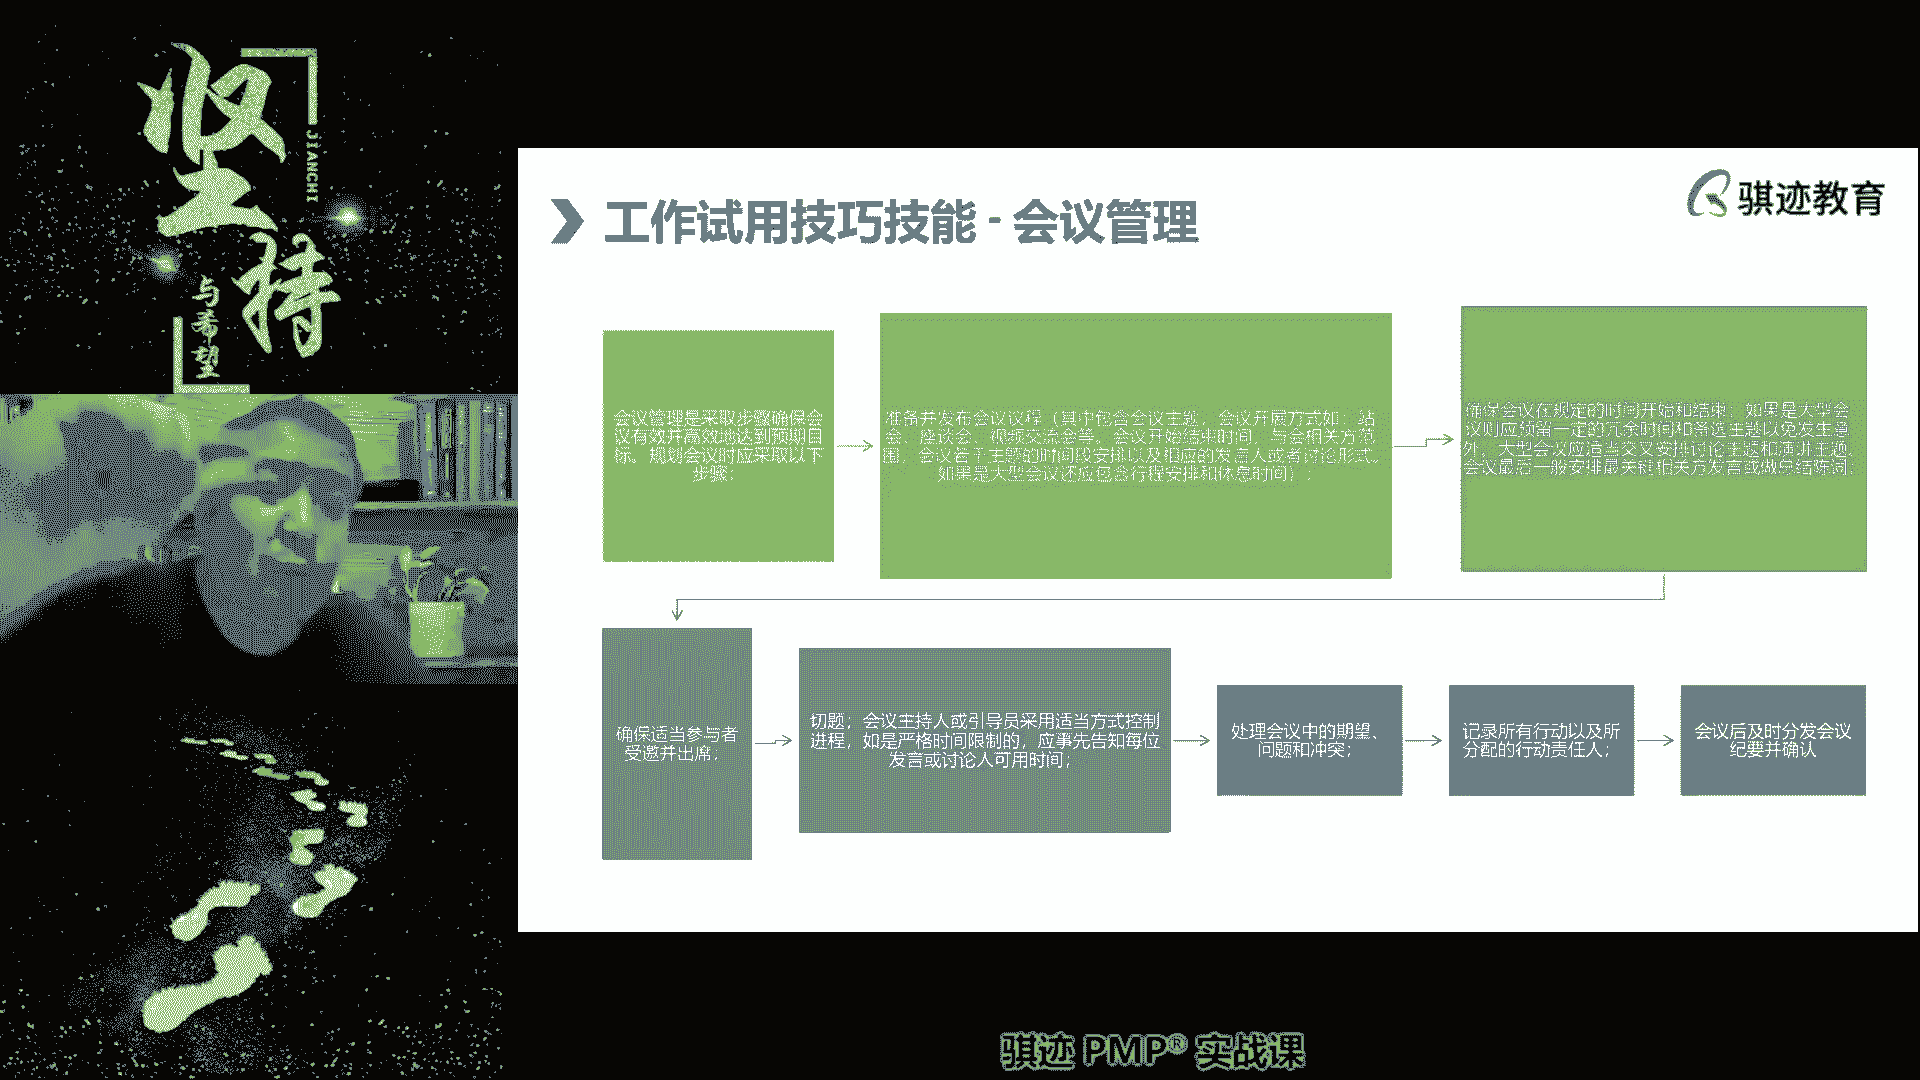 坚持
JIANCHI
与希望
骐迹教育
工作试用技巧技能 - 会议管理
会议管理是采取步骤确保会
议有效并高效地达到预期目
标。规划会议时应采取以下
步骤：
准备并发布会议议程（其中包含会议主题、会议开展方式如：站
会、座谈会、视频交流会等。会议开始结束时间，与会相关方范
围，会议若干主题的时间段安排以及相应的发言人或者讨论形式。
如果是大型会议还应包含行程安排和休息时间）；
确保会议在规定的时间开始和结束；如果是大型会
议则应预留一定的冗余时间和备选主题以免发生意
外，大型会议应适当交叉安排讨论主题和演讲主题，
会议最后一般安排最关键相关方发言或做总结陈词；
确保适当参与者
受邀并出席；
切题；会议主持人或引导员采用适当方式控制
进程；如是严格时间限制的，应事先告知每位
发言或讨论人可用时间；
处理会议中的期望、
问题和冲突；
记录所有行动以及所
分配的行动责任人；
会议后及时分发会议
纪要并确认
骐迹 PMP® 实战课